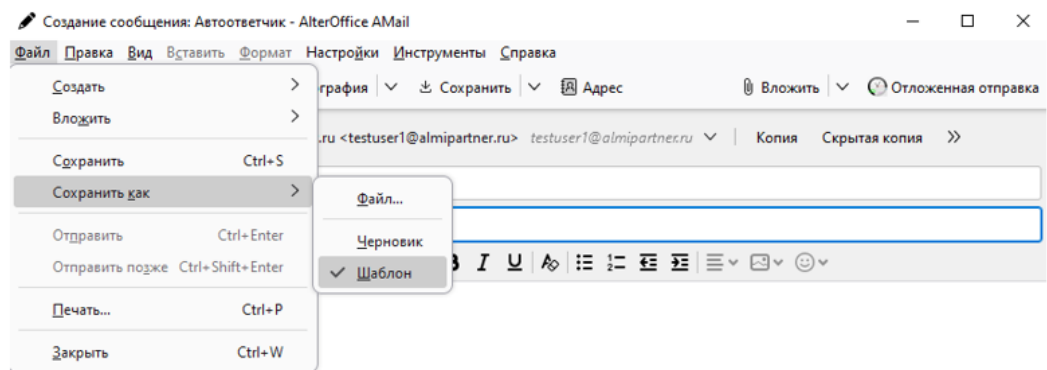 Создание сообщения: Автоответчик - AlterOffice AMail
Файл Правка Вид Вставить Формат Настройки Инструменты Справка
Создать
Вложить
Сохранить Ctrl+S
Сохранить как
Отправить Ctrl+Enter
Отправить позже Ctrl+Shift+Enter
Печать... Ctrl+P
Закрыть Ctrl+W
Файл...
Черновик
Шаблон
Сохранить Адрес Вложить Отложенная отправка
.ru <testuser1@almipartner.ru> testuser1@almipartner.ru Копия Скрытая копия
I U